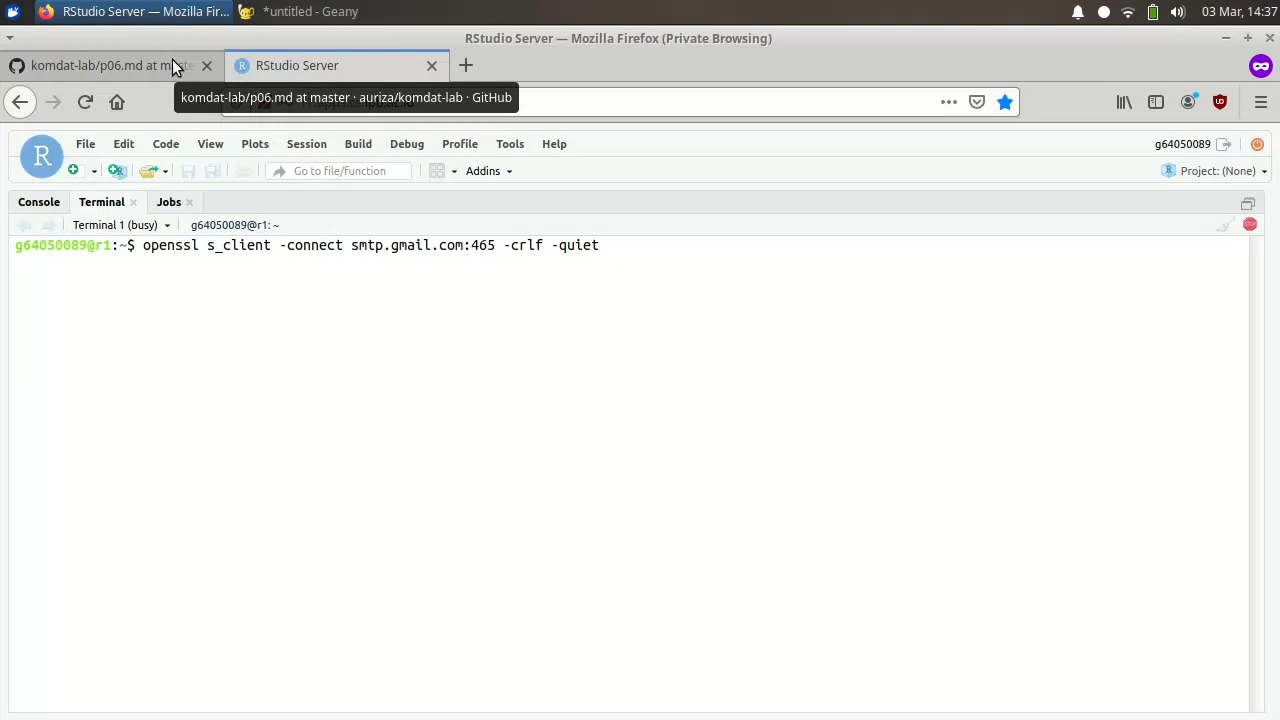 RStudio Server — Mozilla Fir...
*untitled - Geany
03 Mar, 14:37
RStudio Server — Mozilla Firefox (Private Browsing)
komdat-lab/p06.md at
RStudio Server
komdat-lab/p06.md at master · auriza/komdat-lab · GitHub
R
File Edit Code View Plots Session Build Debug Profile Tools Help
g64050089
Go to file/function
Addins
Project: (None)
Console
Terminal
Jobs
Terminal 1 (busy)
g64050089@r1: ~
g64050089@r1:~$ openssl s_client -connect smtp.gmail.com:465 -crlf -quiet